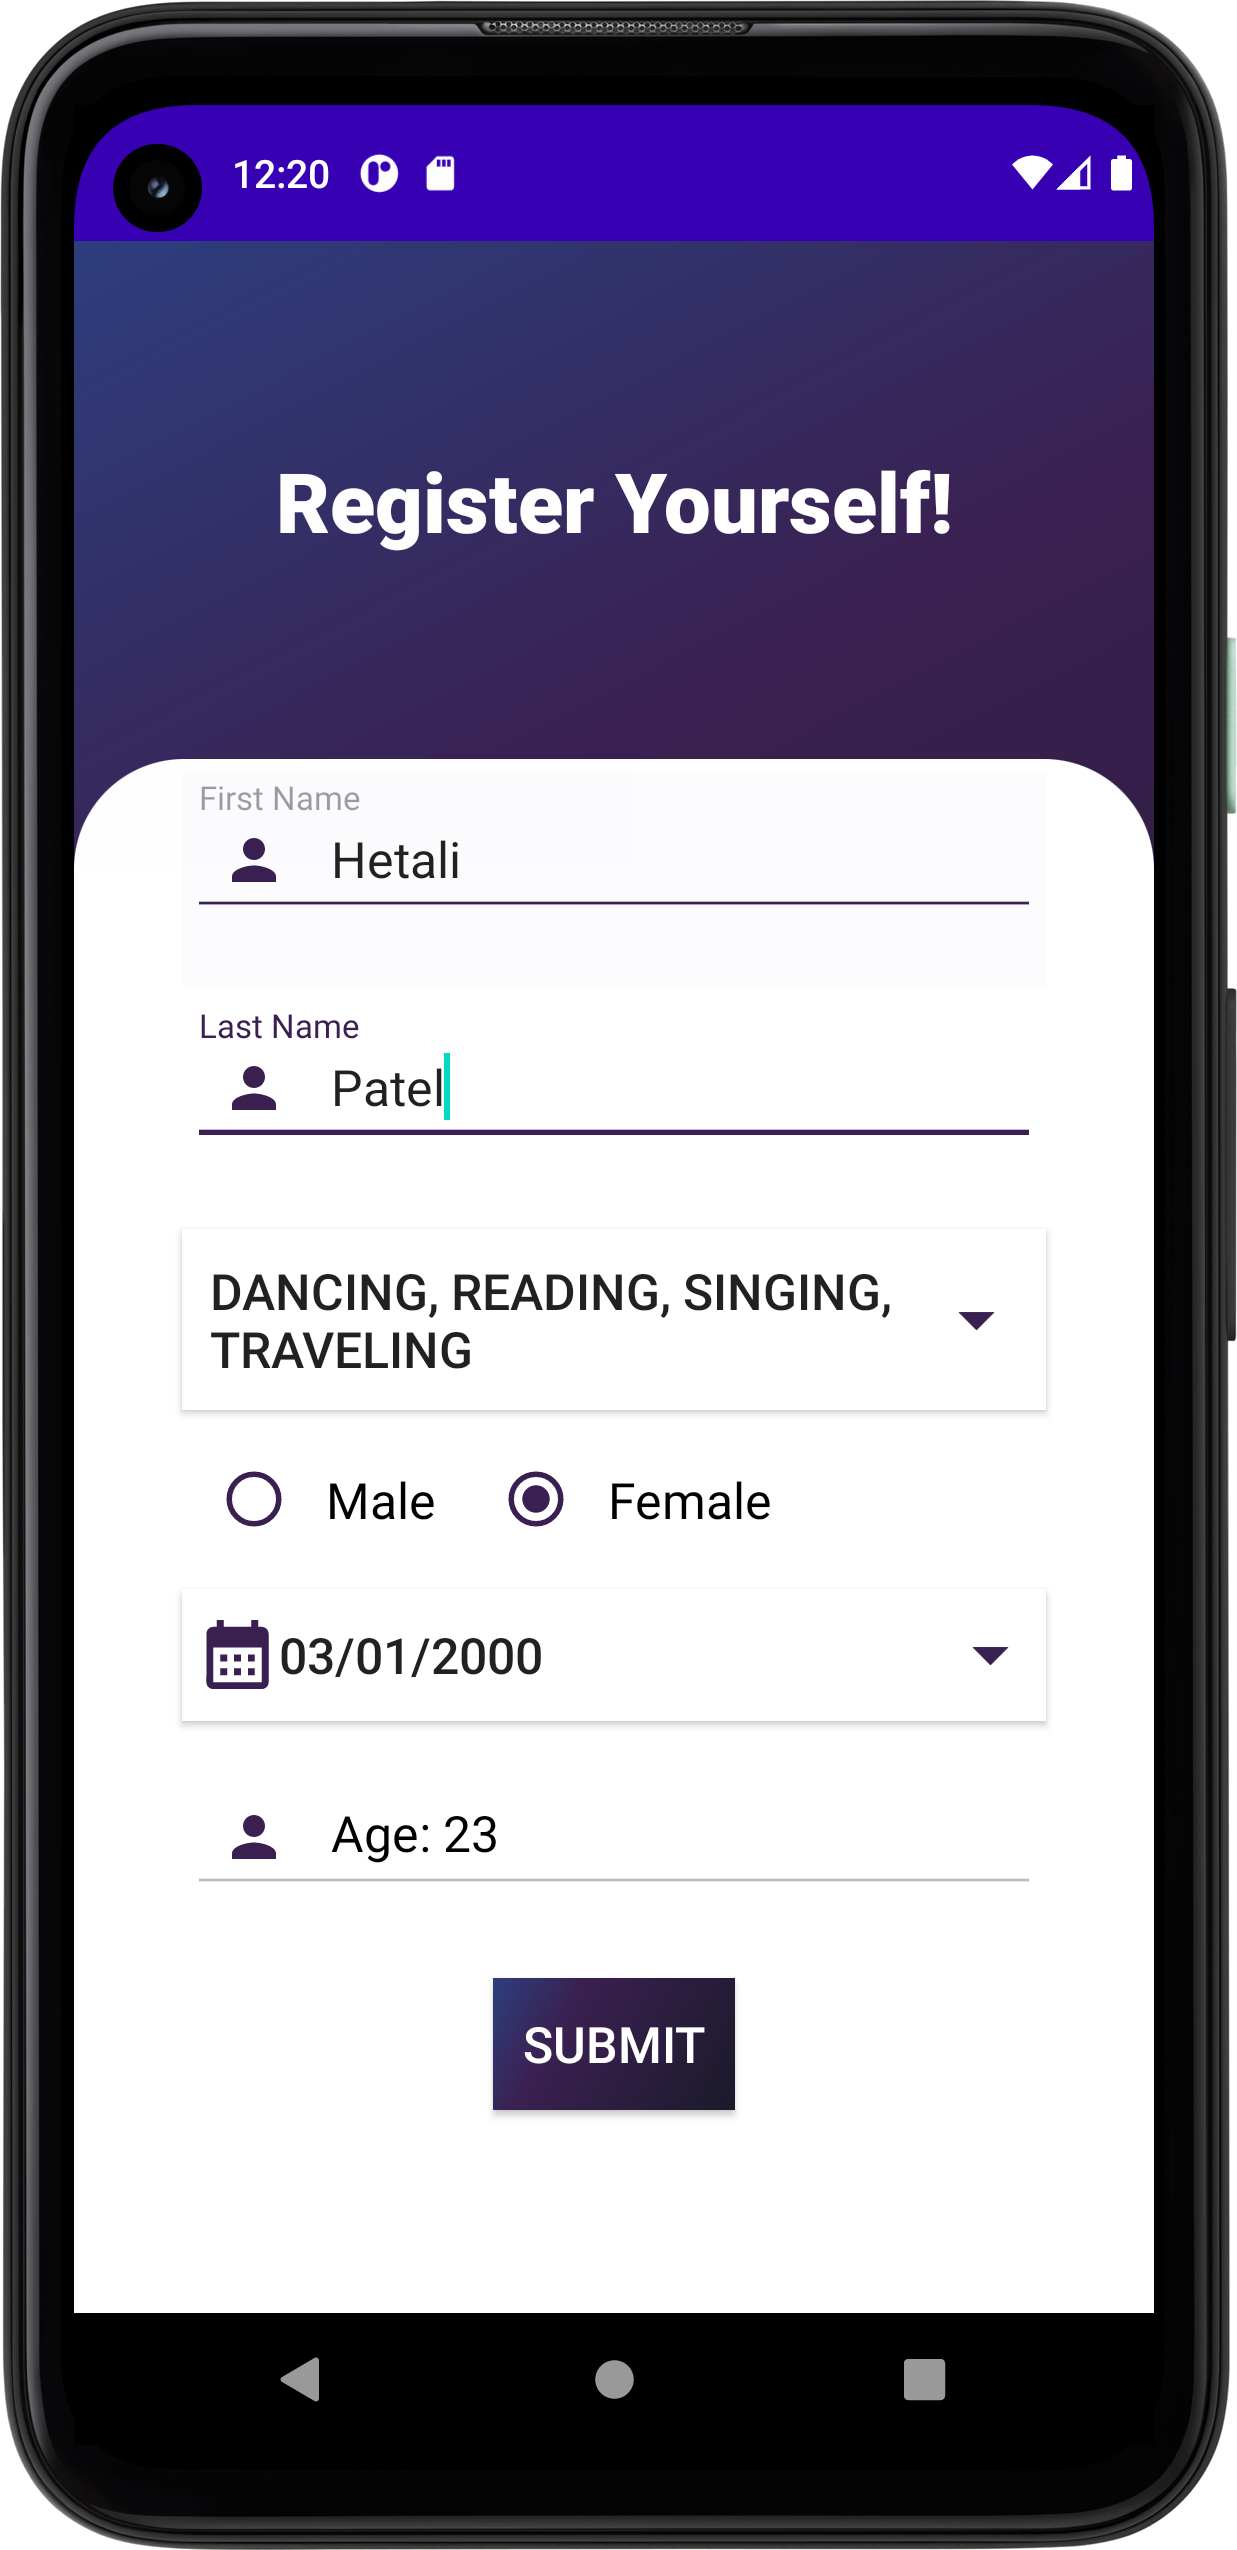 12:20
Register Yourself!
First Name
Hetali
Last Name
Patel
DANCING, READING, SINGING,
TRAVELING
Male Female
03/01/2000
Age: 23
SUBMIT